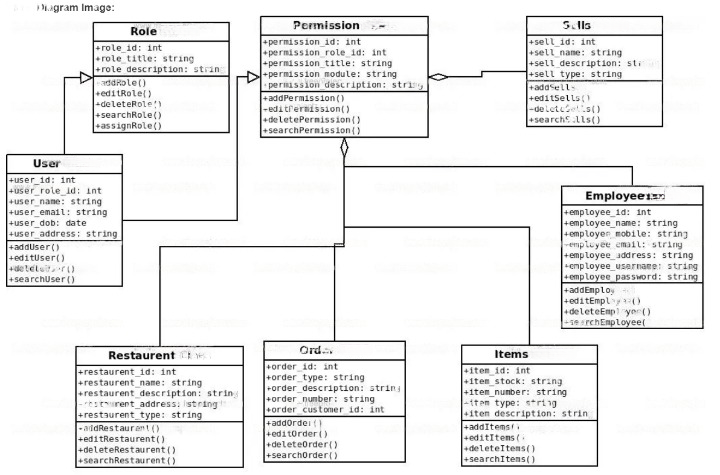 Diagram Image:
Role
+role_id: int
+role_title: string
+role_description: string
+addRole()
+editRole()
+deleteRole()
+searchRole()
+assignRole()
Permission
+permission_id: int
+permission_role_id: int
+permission_title: string
+permission_module: string
+permission_description: string
+addPermission()
+editPermission()
+deletePermission()
+searchPermission()
Sells
+sell_id: int
+sell_name: string
+sell_description: string
+sell_type: string
+addSells
+editSells()
+deleteSells()
+searchSells()
User
+user_id: int
+user_role_id: int
+user_name: string
+user_email: string
+user_dob: date
+user_address: string
+addUser()
+editUser()
+deleteUser()
+searchUser()
Employee
+employee_id: int
+employee_name: string
+employee_mobile: string
+employee_email: string
+employee_address: string
+employee_username: string
+employee_password: string
+addEmploy
+editEmployee()
+deleteEmployee()
+searchEmployee(
Restaurent
+restaurent_id: int
+restaurent_name: string
+restaurent_description: string
+restaurent_address: string
+restaurent_type: string
+addRestaurent()
+editRestaurent()
+deleteRestaurent()
+searchRestaurent()
Order
+order_id: int
+order_type: string
+order_description: string
+order_number: string
+order_customer_id: int
+addOrder()
+editOrder()
+deleteOrder()
+searchOrder()
Items
+item_id: int
+item_stock: string
+item_number: string
+item_type: string
+item_description: string
+addItems()
+editItems()
+deleteItems()
+searchItems()